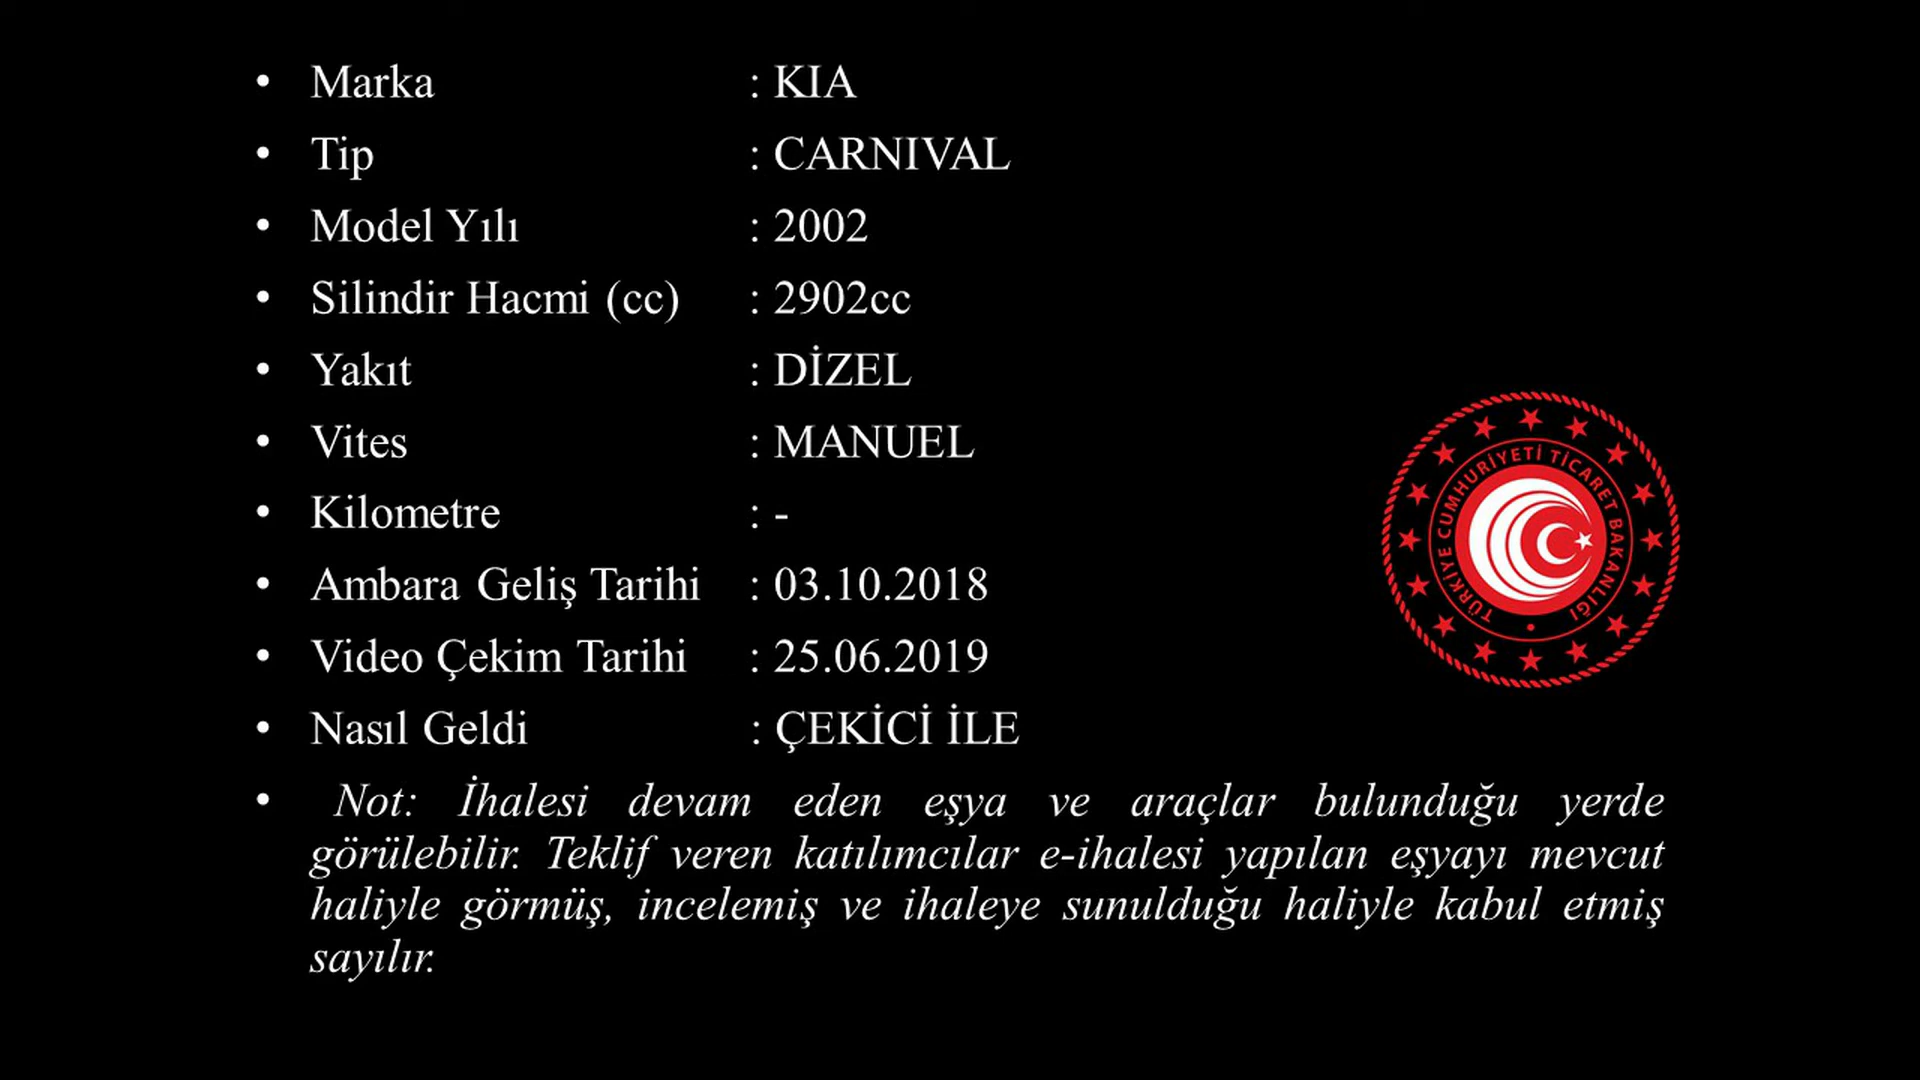 • Marka : KIA
• Tip : CARNIVAL
• Model Yılı : 2002
• Silindir Hacmi (cc) : 2902cc
• Yakıt : DİZEL
• Vites : MANUEL
• Kilometre : -
• Ambara Geliş Tarihi : 03.10.2018
• Video Çekim Tarihi : 25.06.2019
• Nasıl Geldi : ÇEKİCİ İLE
• Not: İhalesi devam eden eşya ve araçlar bulunduğu yerde
görülebilir. Teklif veren katılımcılar e-ihalesi yapılan eşyayı mevcut
haliyle görmüş, incelemiş ve ihaleye sunulduğu haliyle kabul etmiş
sayılır.
TÜRKİYE CUMHURİYETİ TİCARET BAKANLIĞI